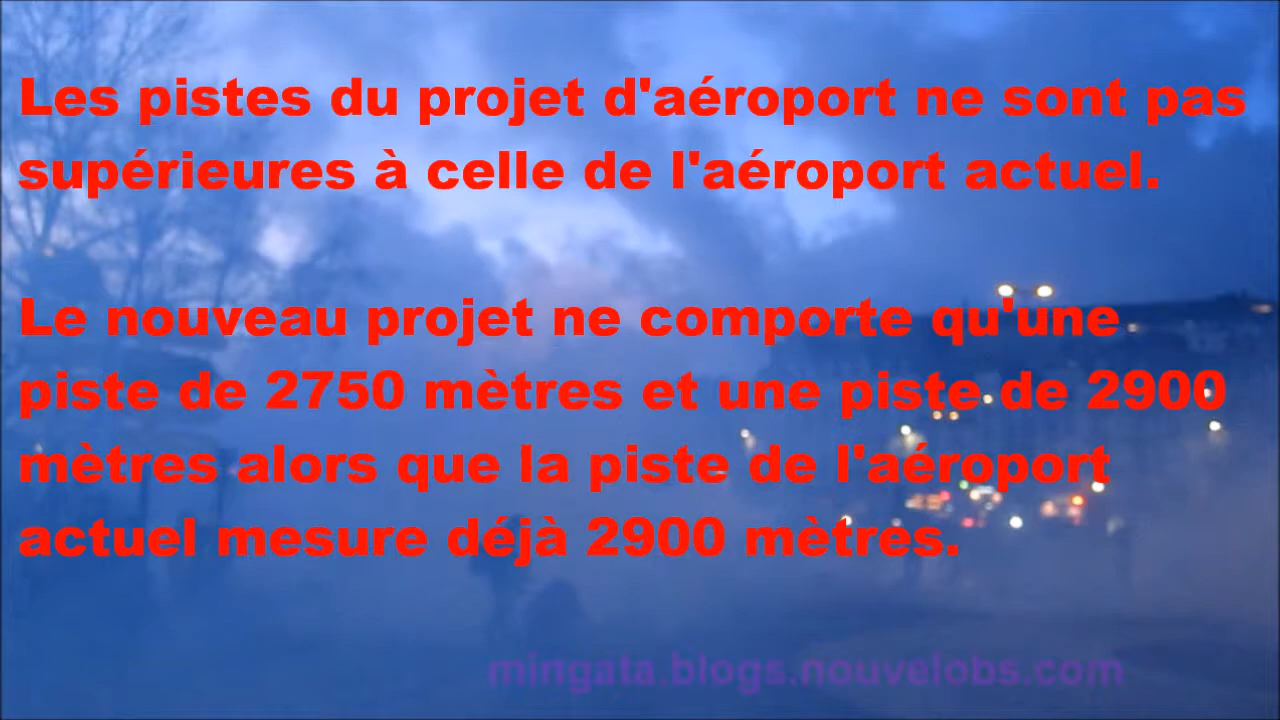 Les pistes du projet d'aéroport ne sont pas
supérieures à celle de l'aéroport actuel.
Le nouveau projet ne comporte qu'une
piste de 2750 mètres et une piste de 2900
mètres alors que la piste de l'aéroport
actuel mesure déjà 2900 mètres.
mingata.blogs.nouvelobs.com